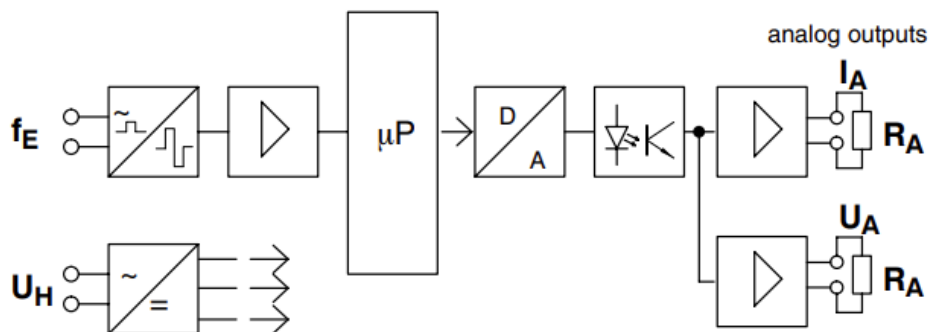 analog outputs
I_A
f_E
~
μP
D
A
R_A
U_A
U_H
~
=
R_A